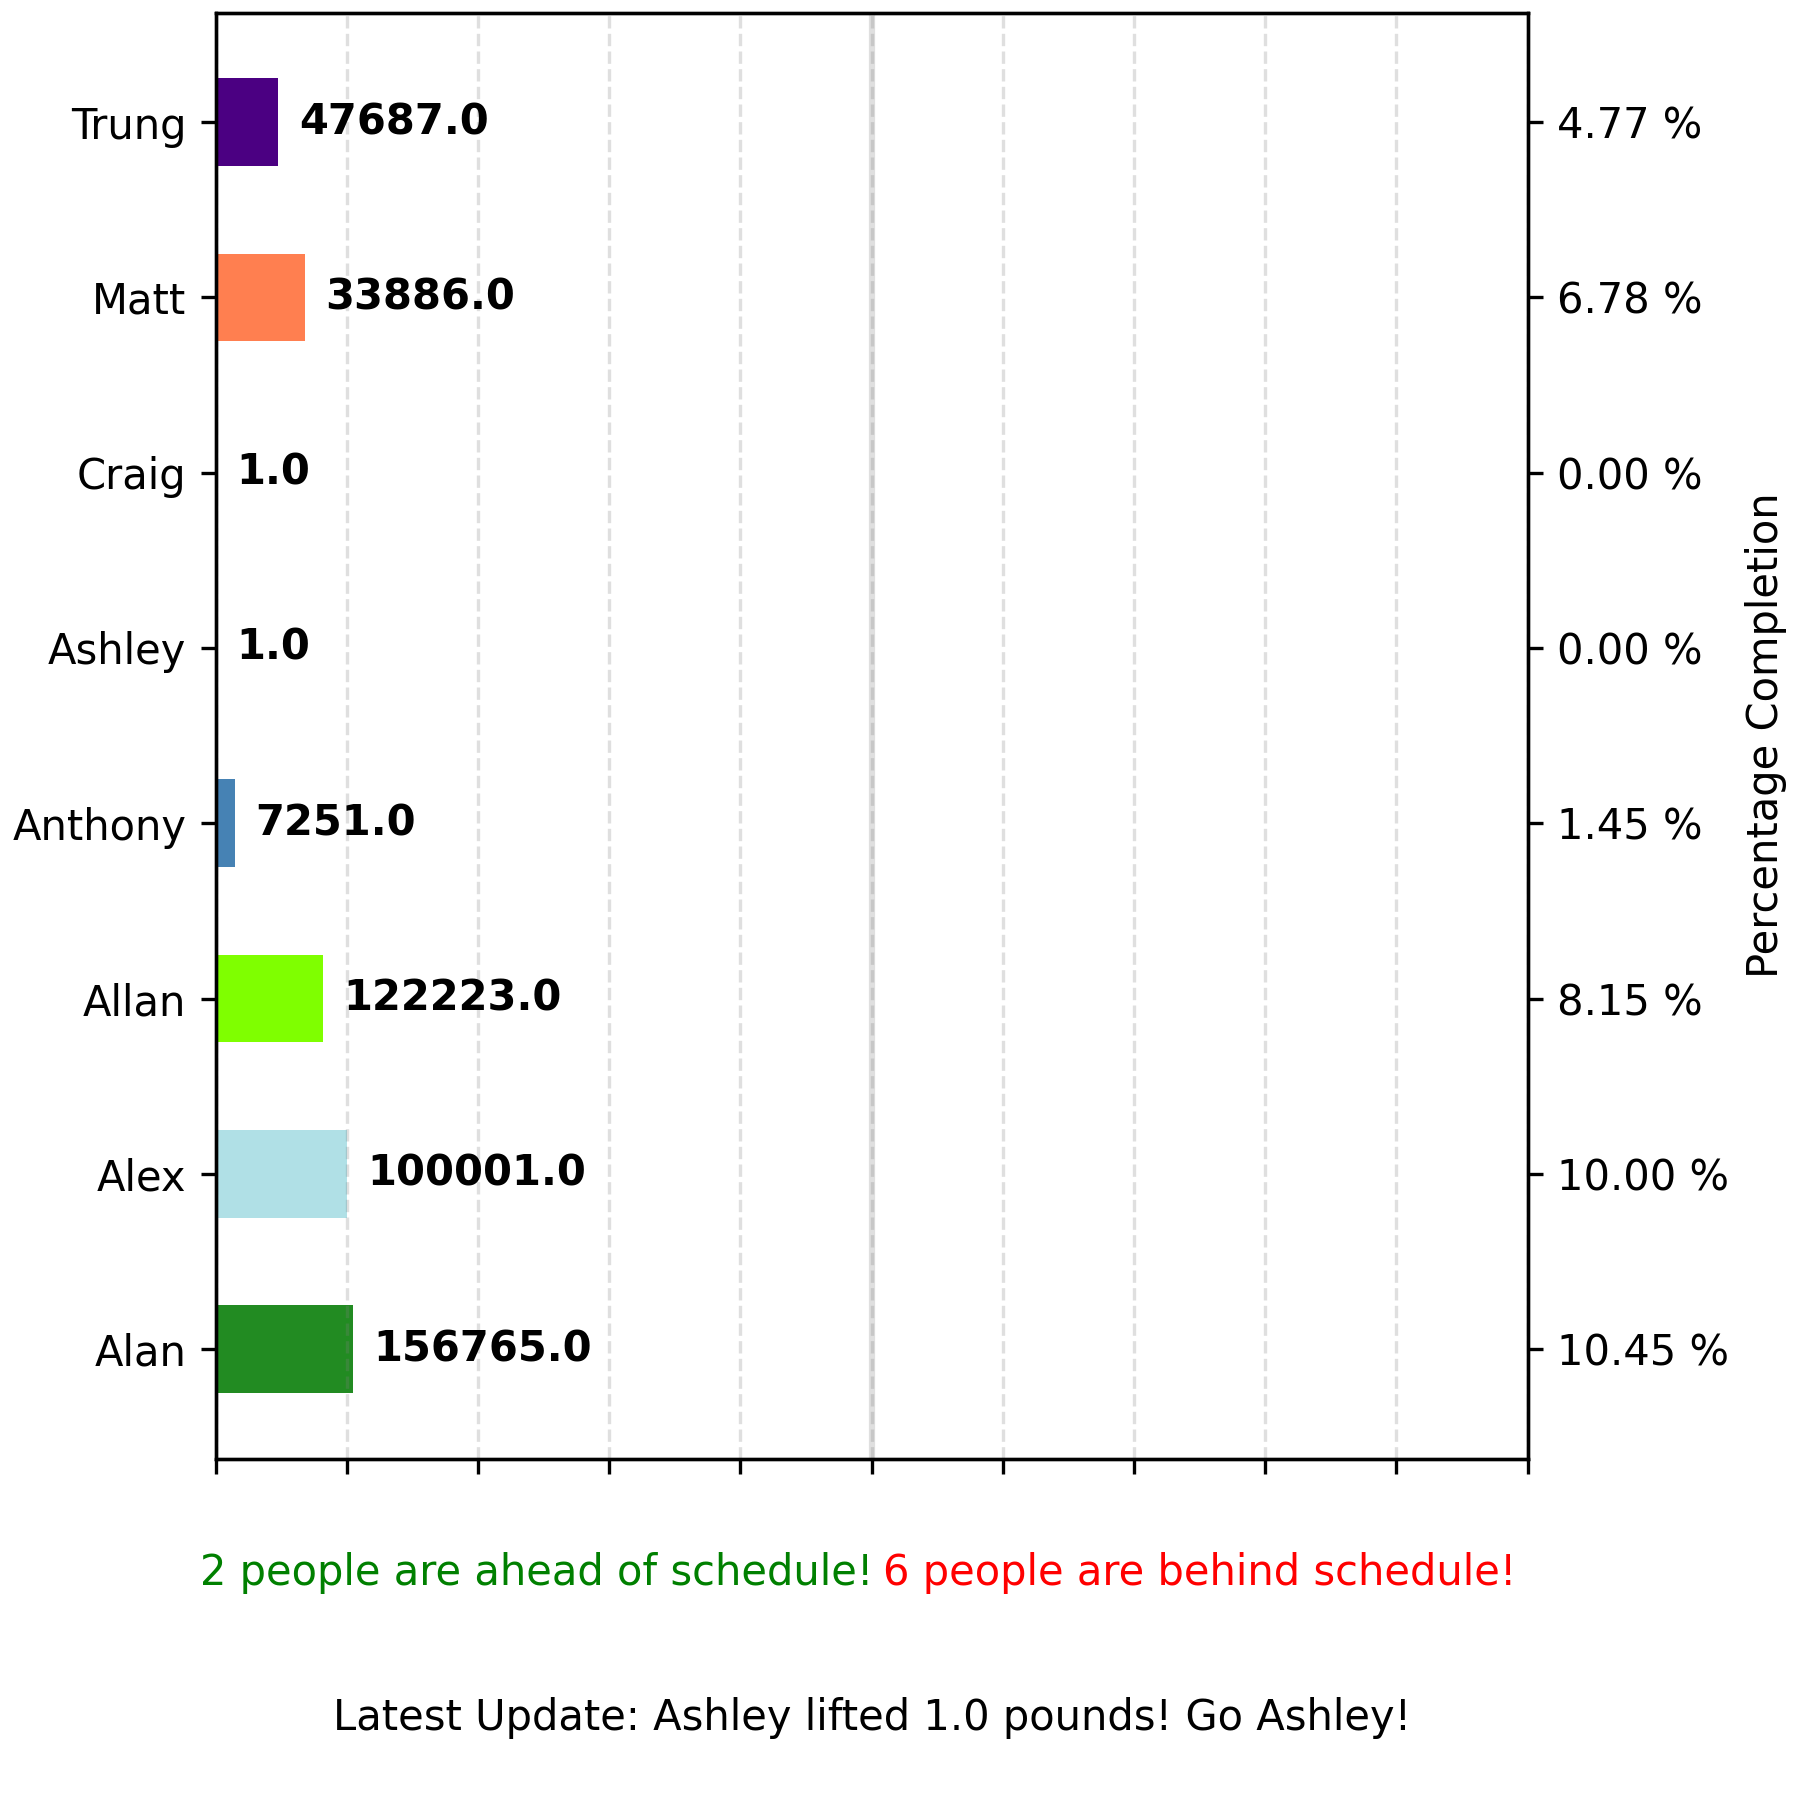 Trung 47687.0 4.77 %
Matt 33886.0 6.78 %
Craig 1.0 0.00 %
Ashley 1.0 0.00 %
Anthony 7251.0 1.45 %
Allan 122223.0 8.15 %
Alex 100001.0 10.00 %
Alan 156765.0 10.45 %
Percentage Completion
2 people are ahead of schedule! 6 people are behind schedule!
Latest Update: Ashley lifted 1.0 pounds! Go Ashley!